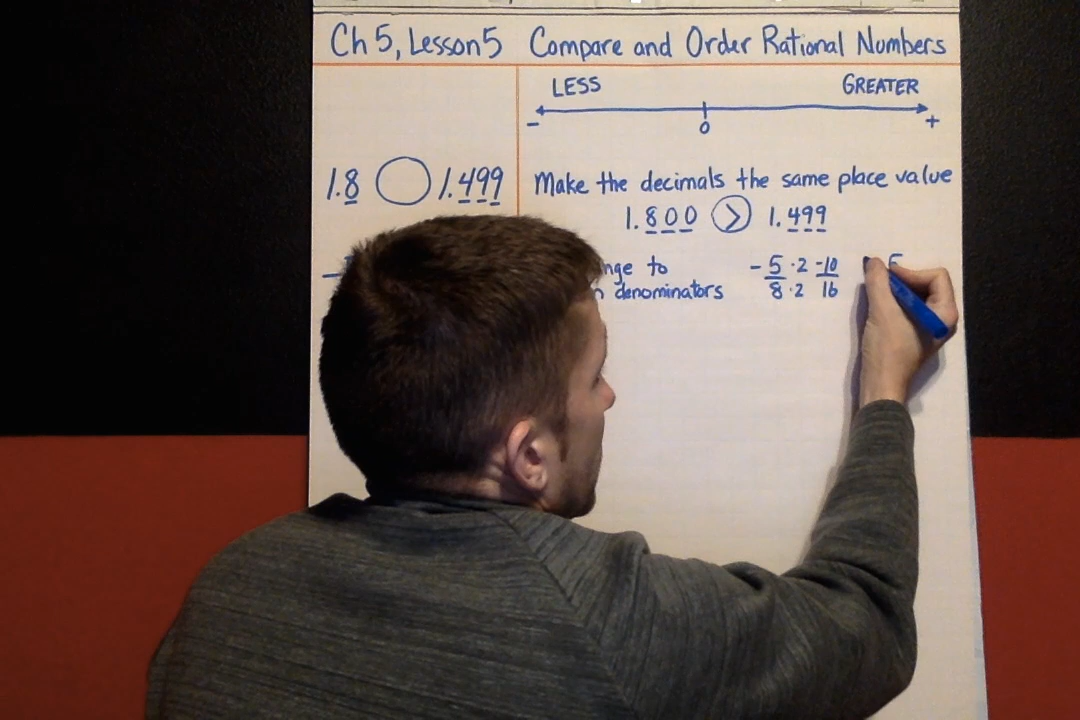 Ch 5, Lesson 5 Compare and Order Rational Numbers
LESS GREATER
- 0 +
1.8 1.499 Make the decimals the same place value
1.800 > 1.499
to -5/8 ·2/·2 -10/16
denominators